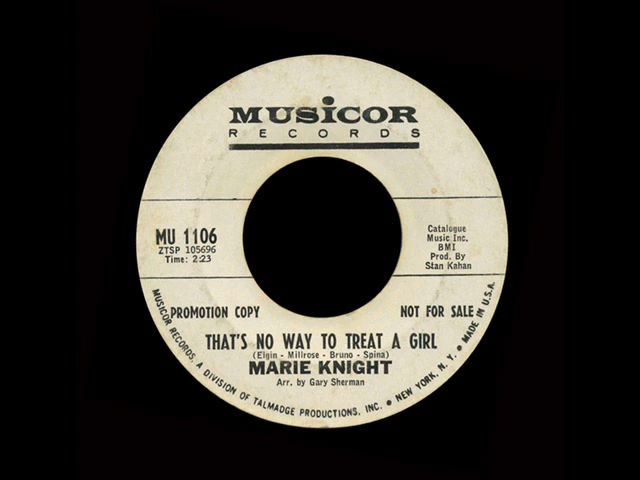 MUSICOR
RECORDS
MU 1106
ZTSP 105696
Time: 2:23
Catalogue
Music Inc.
BMI
Prod. By
Stan Kahan
PROMOTION COPY
NOT FOR SALE
THAT'S NO WAY TO TREAT A GIRL
(Elgin - Millrose - Bruno - Spina)
MARIE KNIGHT
Arr. by Gary Sherman
MUSICOR RECORDS, A DIVISION OF TALMADGE PRODUCTIONS, INC. • NEW YORK, N. Y. • MADE IN U.S.A.